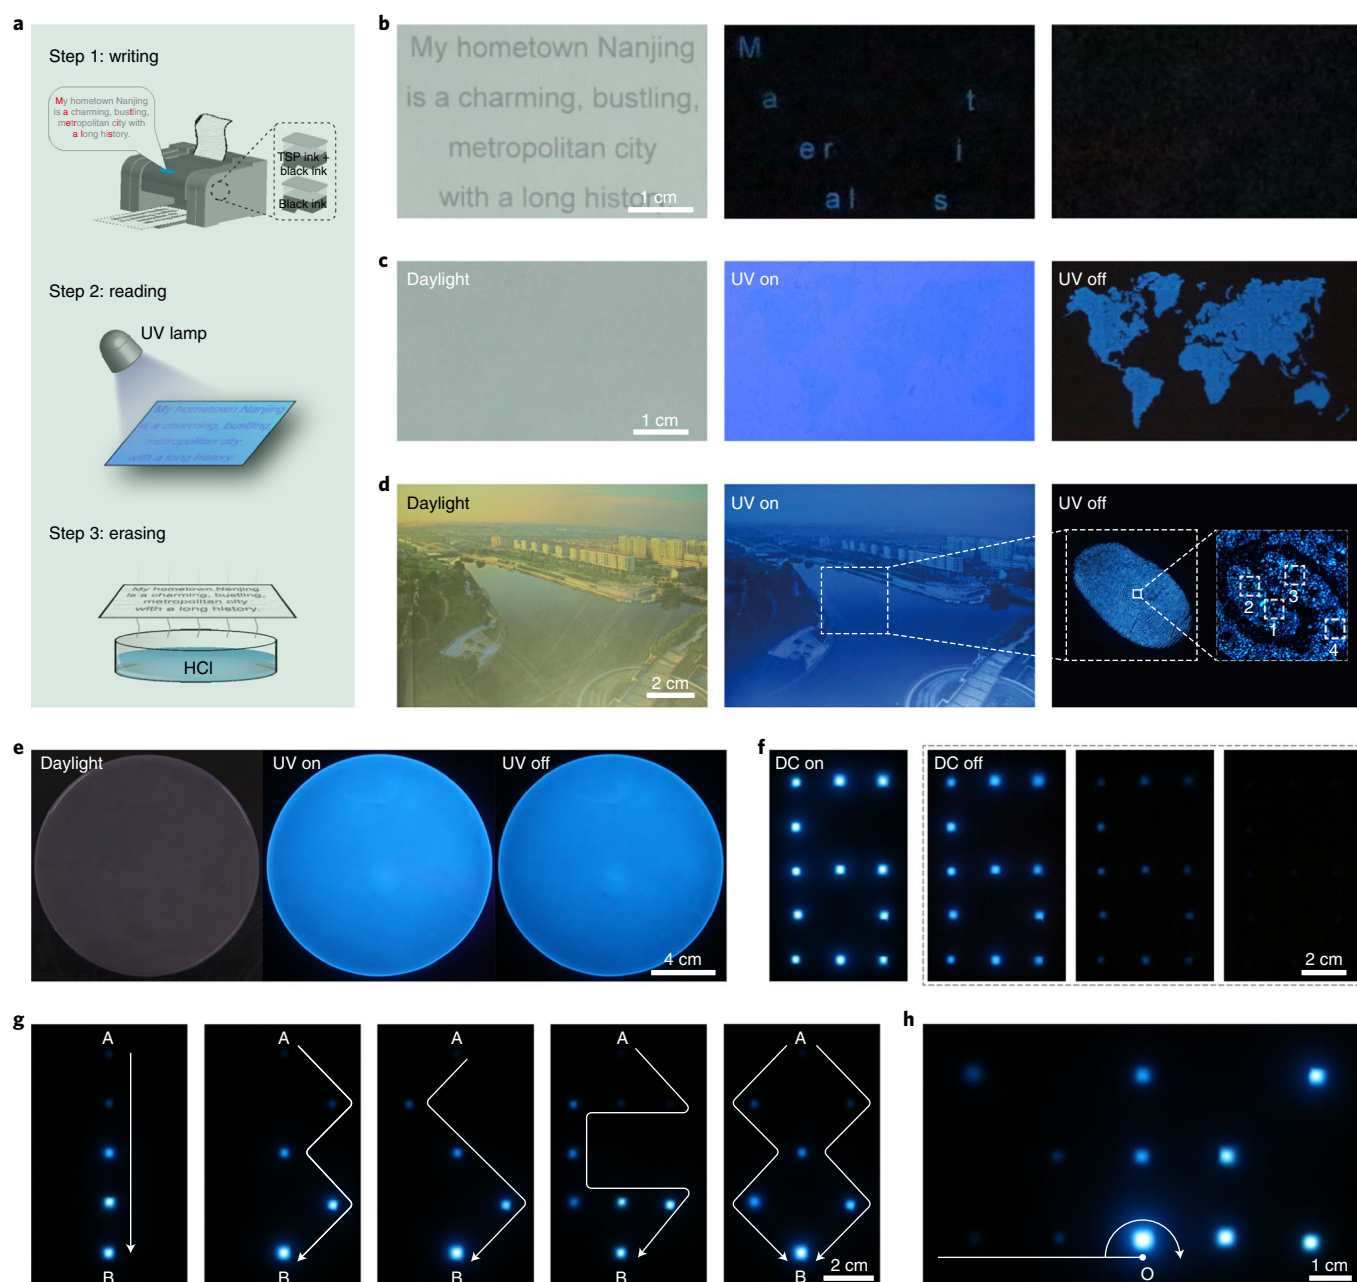 a
Step 1: writing
My hometown Nanjing
is a charming, bustling,
metropolitan city with
a long history.
TSP ink +
black ink
Black ink
Step 2: reading
UV lamp
My hometown Nanjing
is a charming, bustling,
metropolitan city
with a long history.
Step 3: erasing
My hometown Nanjing
is a charming, bustling,
metropolitan city
with a long history.
HCl
b
My hometown Nanjing
is a charming, bustling,
metropolitan city
with a long history.
1 cm
M
a t
er i
al s
c
Daylight
1 cm
UV on
UV off
d
Daylight
2 cm
UV on
UV off
1
2
3
4
e
Daylight
UV on
UV off
4 cm
f
DC on
DC off
2 cm
g
A
B
A
B
A
B
A
B
A
B
2 cm
h
O
1 cm